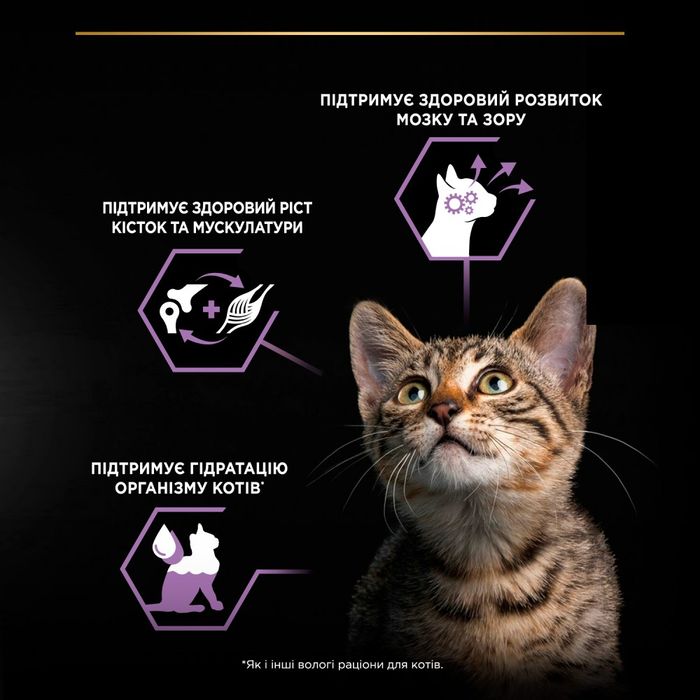 ПІДТРИМУЄ ЗДОРОВИЙ РОЗВИТОК
МОЗКУ ТА ЗОРУ
ПІДТРИМУЄ ЗДОРОВИЙ РІСТ
КІСТОК ТА МУСКУЛАТУРИ
ПІДТРИМУЄ ГІДРАТАЦІЮ
ОРГАНІЗМУ КОТІВ*
*Як і інші вологі раціони для котів.